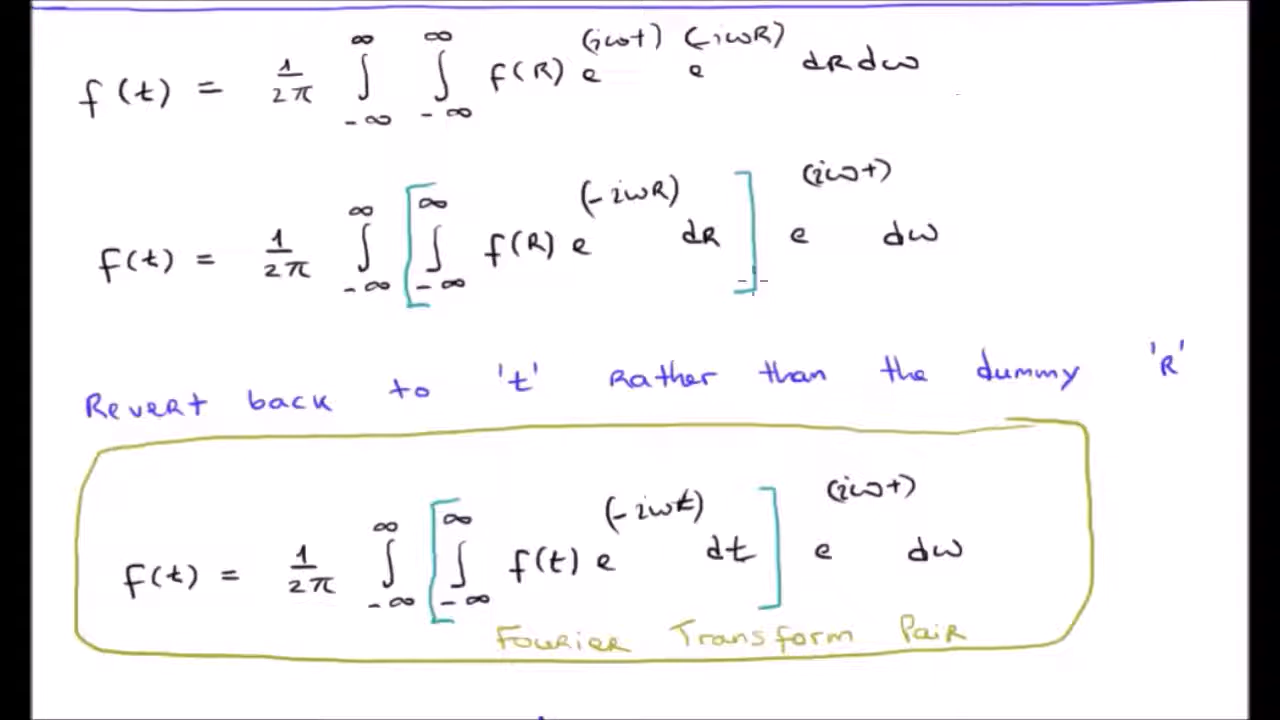 f(t) = 1/2π ∫_{-∞}^{∞} ∫_{-∞}^{∞} f(R) e^{(iωt)} e^{(-iωR)} dR dω
f(t) = 1/2π ∫_{-∞}^{∞} [ ∫_{-∞}^{∞} f(R) e^{(-iωR)} dR ] e^{(iωt)} dω
Revert back to 't' Rather than the dummy 'R'
f(t) = 1/2π ∫_{-∞}^{∞} [ ∫_{-∞}^{∞} f(t) e^{(-iωt)} dt ] e^{(iωt)} dω
Fourier Transform Pair